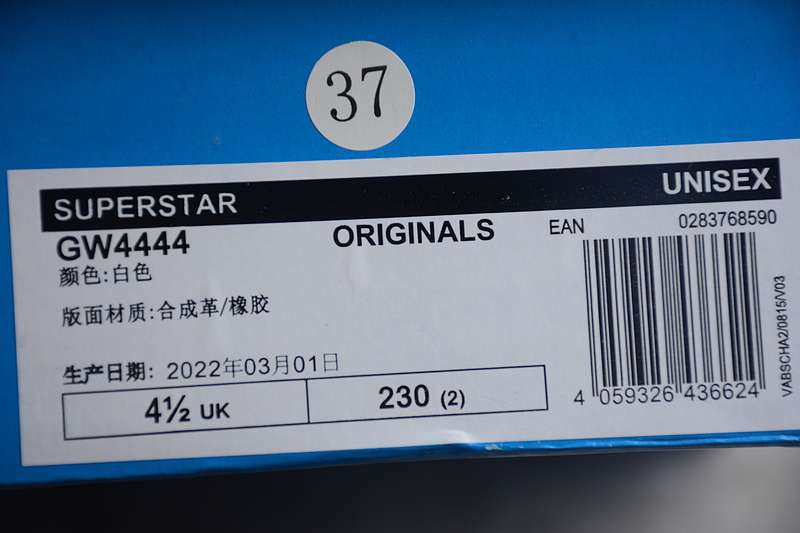 37
SUPERSTAR
UNISEX
GW4444
ORIGINALS
EAN
0283768590
颜色:白色
版面材质:合成革/橡胶
生产日期: 2022年03月01日
4½ UK
230 (2)
4 059326 436624
VABSCHA2/0815/V03